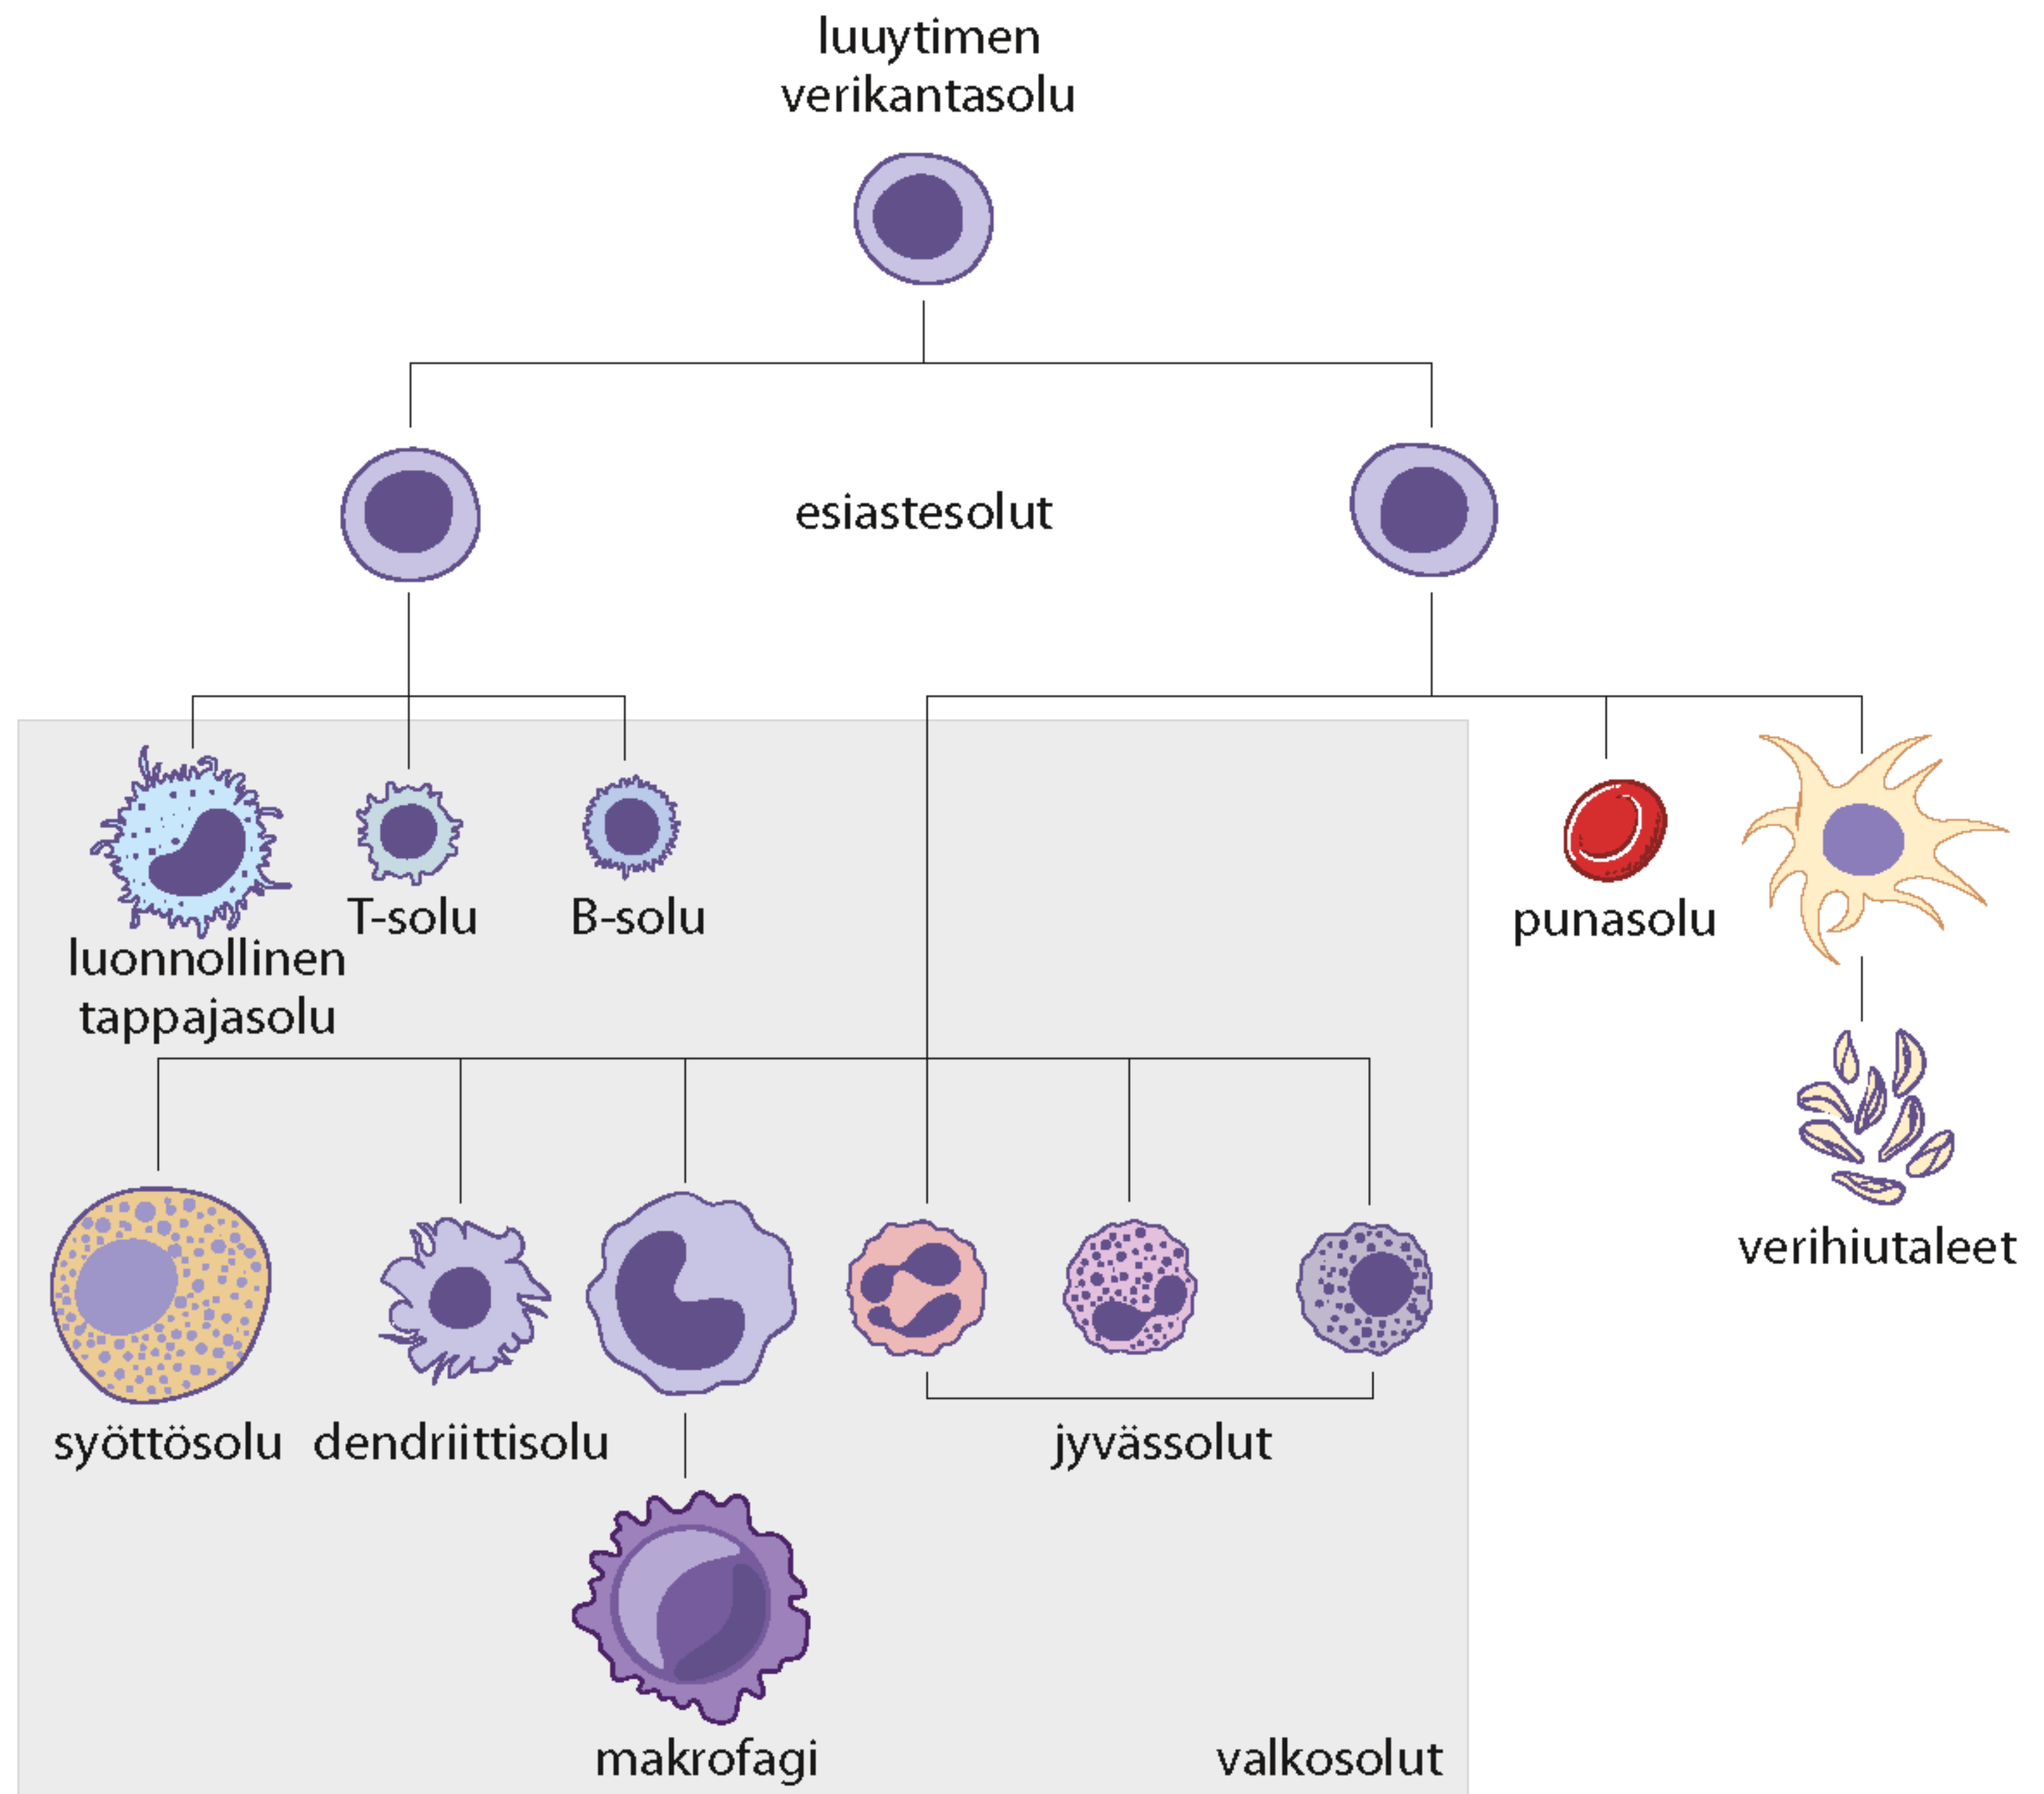 luuytimen
verikantasolu
esiastesolut
T-solu
B-solu
punasolu
luonnollinen
tappajasolu
verihiutaleet
syöttösolu
dendriittisolu
jyvässolut
makrofagi
valkosolut